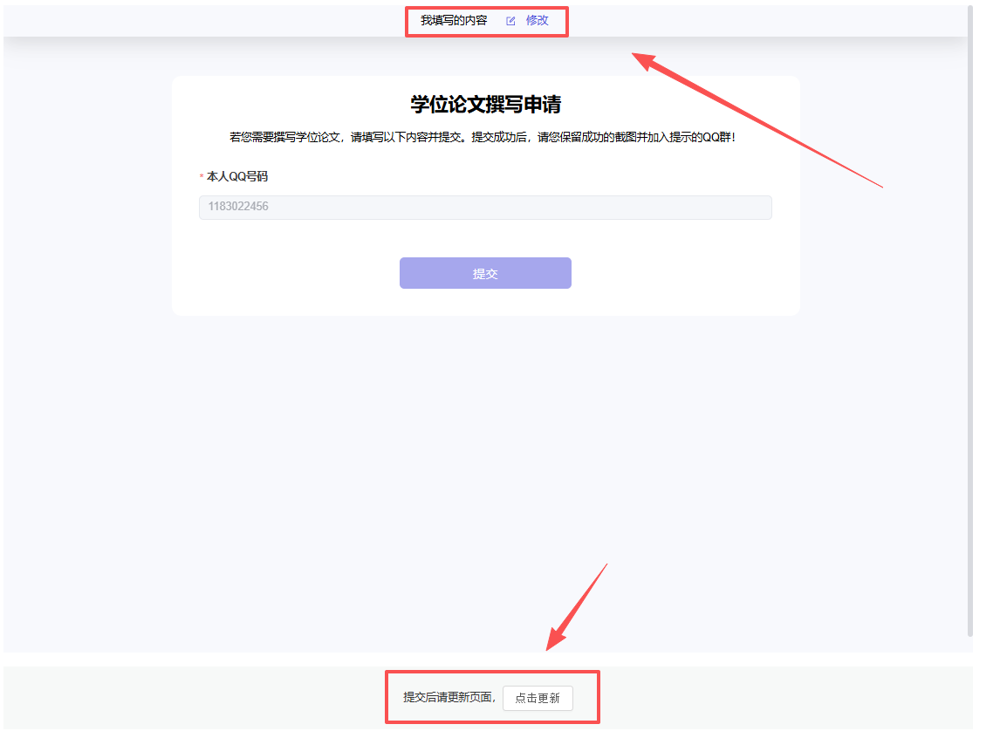 我填写的内容 修改
学位论文撰写申请
若您需要撰写学位论文，请填写以下内容并提交。提交成功后，请您保留成功的截图并加入提示的QQ群！
* 本人QQ号码
1183022456
提交
提交后请更新页面， 点击更新